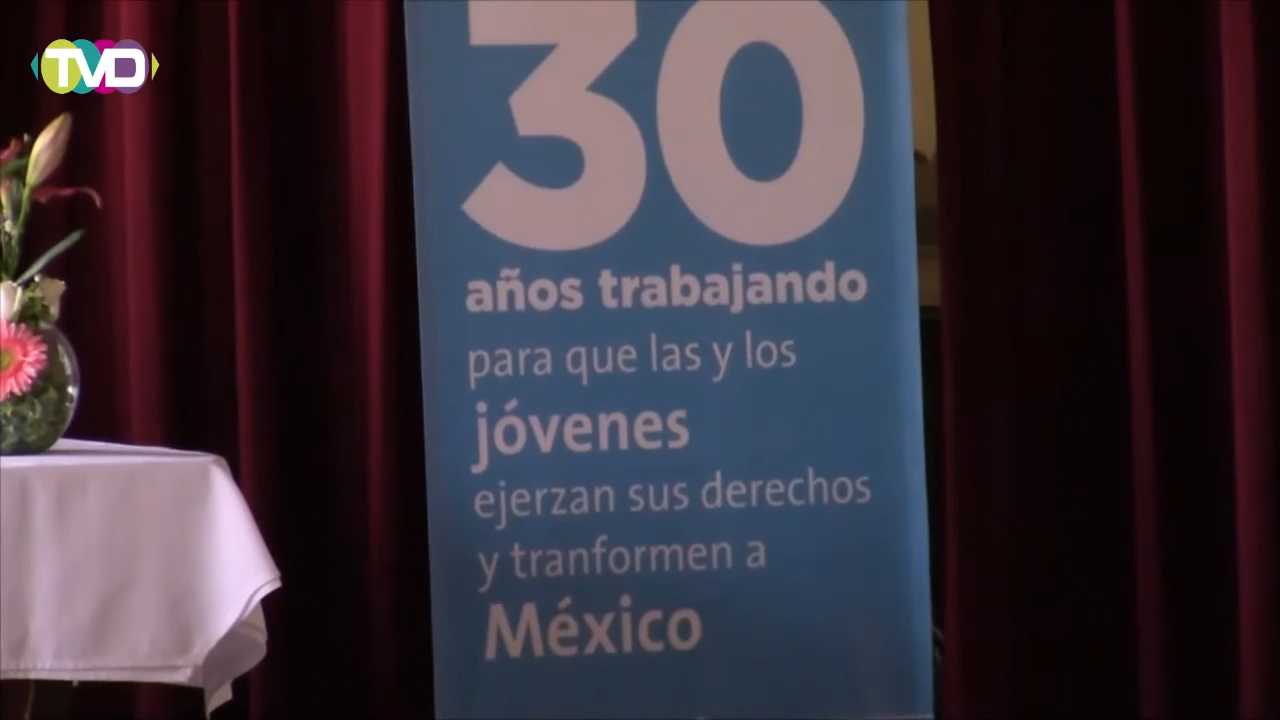 TVD
30
años trabajando
para que las y los
jóvenes
ejerzan sus derechos
y tranformen a
México